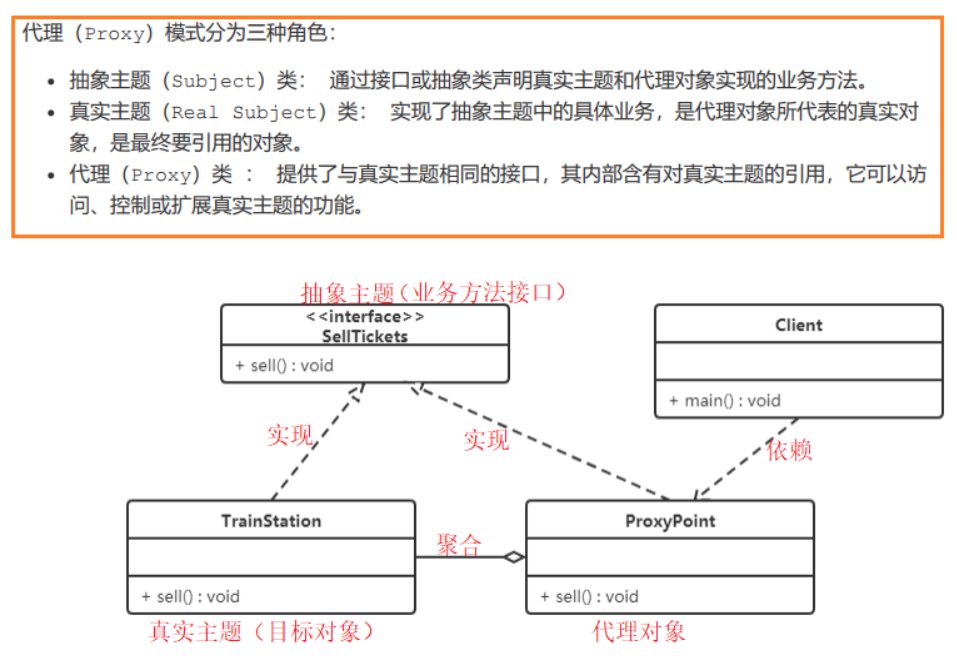 代理（Proxy）模式分为三种角色：
• 抽象主题（Subject）类： 通过接口或抽象类声明真实主题和代理对象实现的业务方法。
• 真实主题（Real Subject）类： 实现了抽象主题中的具体业务，是代理对象所代表的真实对
象，是最终要引用的对象。
• 代理（Proxy）类 ： 提供了与真实主题相同的接口，其内部含有对真实主题的引用，它可以访
问、控制或扩展真实主题的功能。
抽象主题（业务方法接口）
<<interface>>
SellTickets
+ sell() : void
Client
+ main() : void
实现
实现
依赖
TrainStation
+ sell() : void
聚合
ProxyPoint
+ sell() : void
真实主题（目标对象）
代理对象